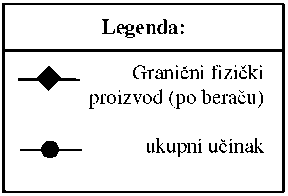 Legenda:
Granični fizički
proizvod (po beraču)
ukupni učinak